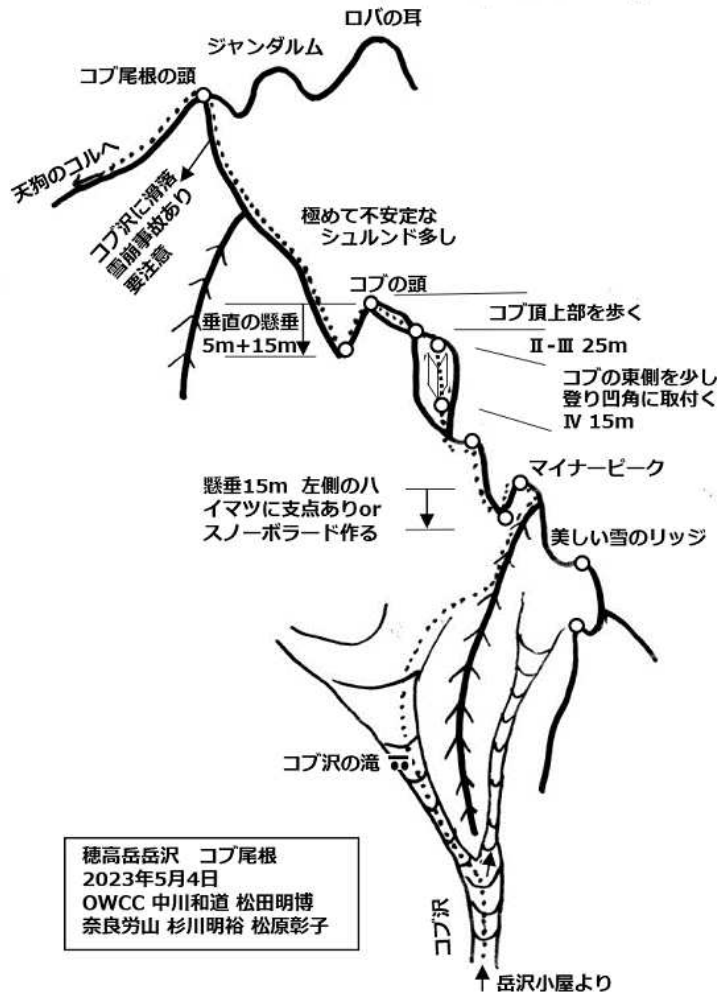 ロバの耳
ジャンダルム
コブ尾根の頭
天狗のコルへ
コブ沢に滑落
雪崩事故あり
要注意
極めて不安定な
シュルンド多し
コブの頭
垂直の懸垂
5m+15m
コブ頂上部を歩く
Ⅱ-Ⅲ 25m
コブの東側を少し
登り凹角に取付く
Ⅳ 15m
マイナーピーク
懸垂15m 左側のハ
イマツに支点ありor
スノーボラード作る
美しい雪のリッジ
コブ沢の滝
穂高岳岳沢 コブ尾根
2023年5月4日
OWCC 中川和道 松田明博
奈良労山 杉川明裕 松原彰子
コブ沢
岳沢小屋より